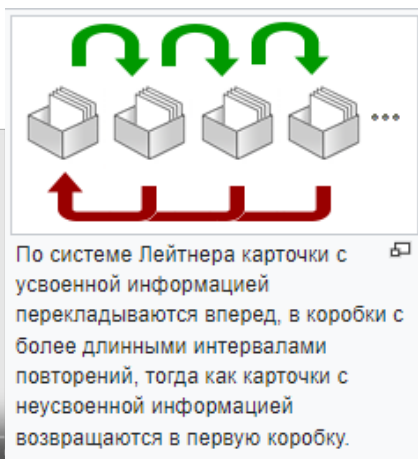 По системе Лейтнера карточки с
усвоенной информацией
перекладываются вперед, в коробки с
более длинными интервалами
повторений, тогда как карточки с
неусвоенной информацией
возвращаются в первую коробку.